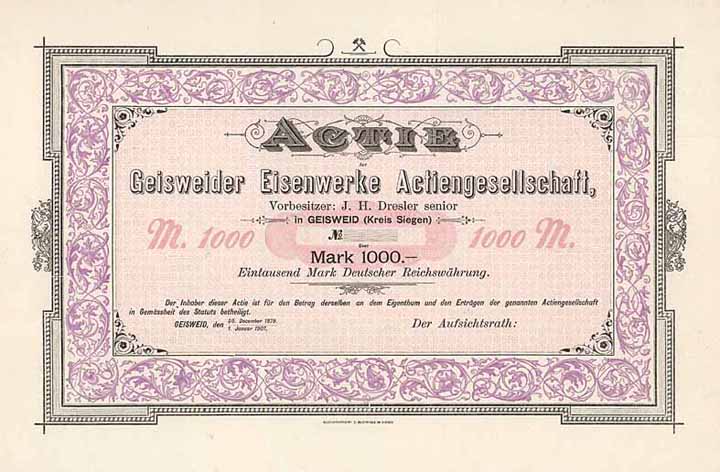 ACTIE
der
Geisweider Eisenwerke Actiengesellschaft,
Vorbesitzer: J. H. Dresler senior
in GEISWEID (Kreis Siegen)
M. 1000 № 1000 M.
über
Mark 1000.—
Eintausend Mark Deutscher Reichswährung.
Der Inhaber dieser Actie ist für den Betrag derselben an dem Eigenthum und den Erträgen der genannten Actiengesellschaft
in Gemässheit des Statuts betheiligt.
GEISWEID, den 20. December 1879.
1. Januar 1907.
Der Aufsichtsrath: